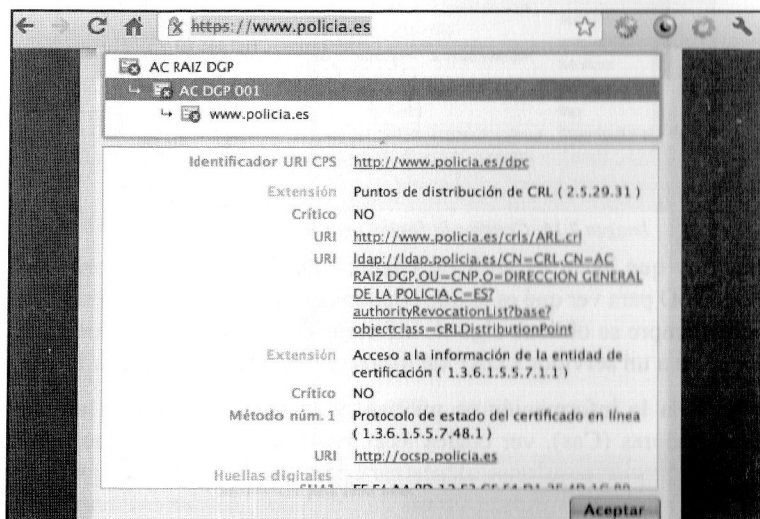 https://www.policia.es
AC RAIZ DGP
AC DGP 001
www.policia.es
Identificador URI CPS http://www.policia.es/dpc
Extensión Puntos de distribución de CRL ( 2.5.29.31 )
Crítico NO
URI http://www.policia.es/crls/ARL.crl
URI ldap://ldap.policia.es/CN=CRL,CN=AC
RAIZ DGP,OU=CNP,O=DIRECCION GENERAL
DE LA POLICIA,C=ES?
authorityRevocationList?base?
objectclass=cRLDistributionPoint
Extensión Acceso a la información de la entidad de
certificación ( 1.3.6.1.5.5.7.1.1 )
Crítico NO
Método núm. 1 Protocolo de estado del certificado en línea
( 1.3.6.1.5.5.7.48.1 )
URI http://ocsp.policia.es
Huellas digitales
Aceptar